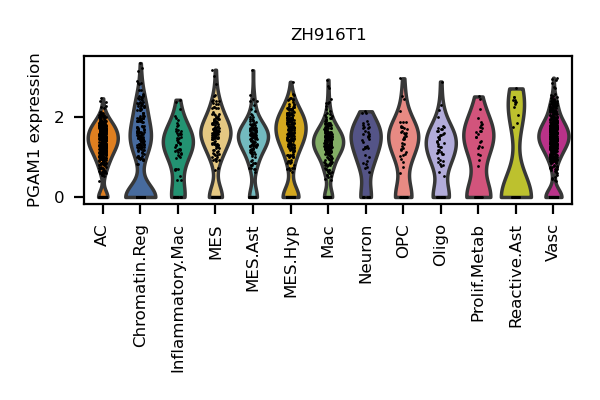 ZH916T1
PGAM1 expression
2
0
AC
Chromatin.Reg
Inflammatory.Mac
MES
MES.Ast
MES.Hyp
Mac
Neuron
OPC
Oligo
Prolif.Metab
Reactive.Ast
Vasc